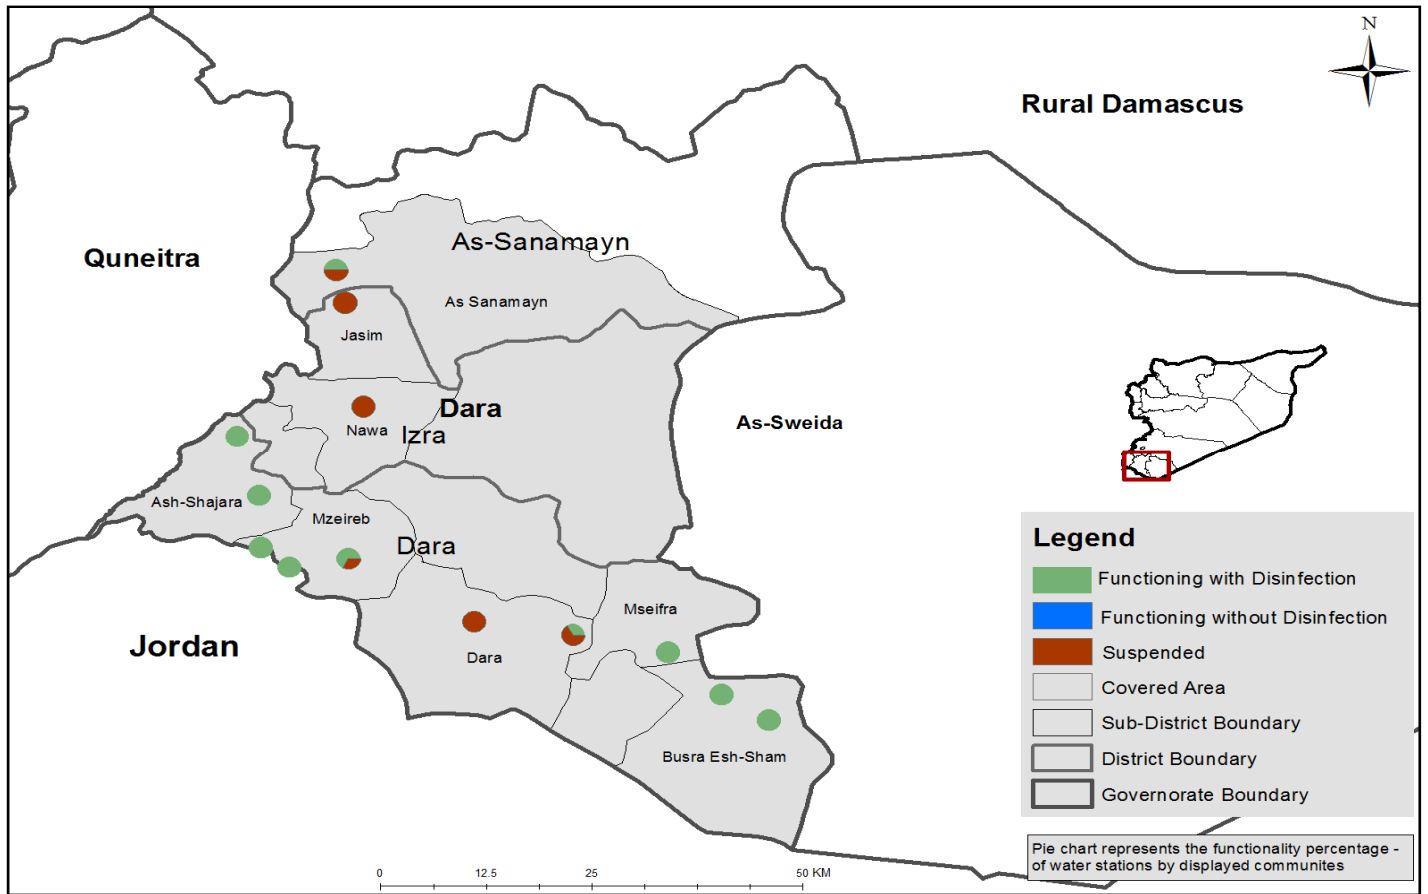 N
Rural Damascus
As-Sanamayn
Quneitra
As Sanamayn
Jasim
Dara
As-Sweida
Nawa
Izra
Ash-Shajara
Mzeireb
Dara
Mseifra
Jordan
Dara
Busra Esh-Sham
Legend
Functioning with Disinfection
Functioning without Disinfection
Suspended
Covered Area
Sub-District Boundary
District Boundary
Governorate Boundary
Pie chart represents the functionality percentage -
of water stations by displayed communites
0 12.5 25 50 KM